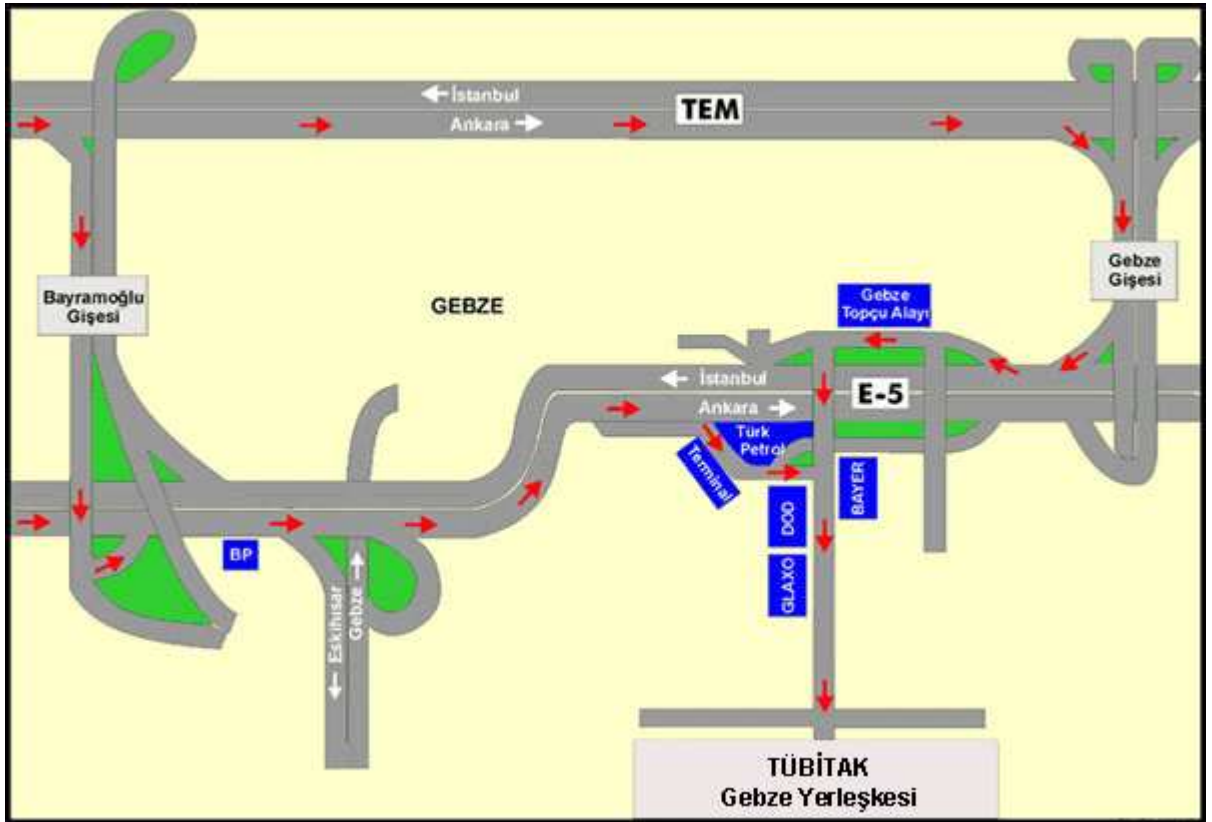 İstanbul
TEM
Ankara
Bayramoğlu
Gişesi
GEBZE
Gebze
Gişesi
Gebze
Topçu Alayı
İstanbul
E-5
Ankara
Türk
Petrol
Terminal
BAYER
DOD
GLAXO
BP
Eskihisar
Gebze
TÜBİTAK
Gebze Yerleşkesi